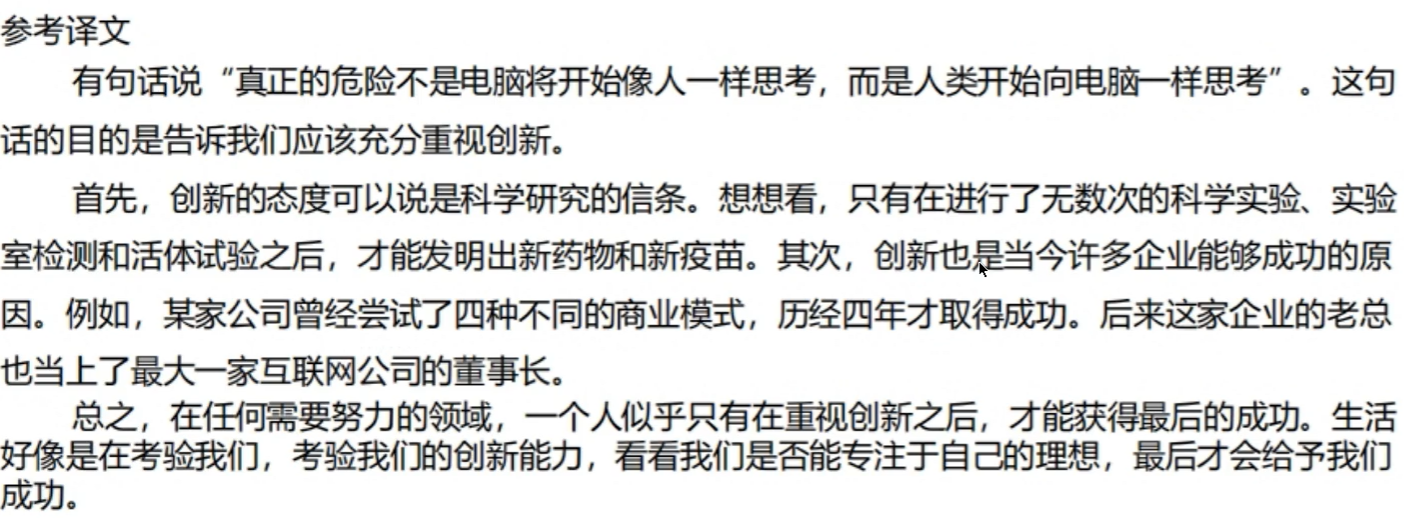 参考译文
有句话说“真正的危险不是电脑将开始像人一样思考，而是人类开始向电脑一样思考”。这句
话的目的是告诉我们应该充分重视创新。
首先，创新的态度可以说是科学研究的信条。想想看，只有在进行了无数次的科学实验、实验
室检测和活体试验之后，才能发明出新药物和新疫苗。其次，创新也是当今许多企业能够成功的原
因。例如，某家公司曾经尝试了四种不同的商业模式，历经四年才取得成功。后来这家企业的老总
也当上了最大一家互联网公司的董事长。
总之，在任何需要努力的领域，一个人似乎只有在重视创新之后，才能获得最后的成功。生活
好像是在考验我们，考验我们的创新能力，看看我们是否能专注于自己的理想，最后才会给予我们
成功。